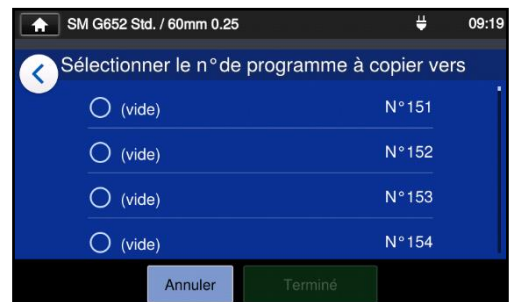 SM G652 Std. / 60mm 0.25 09:19
Sélectionner le n° de programme à copier vers
(vide) N°151
(vide) N°152
(vide) N°153
(vide) N°154
Annuler Terminé